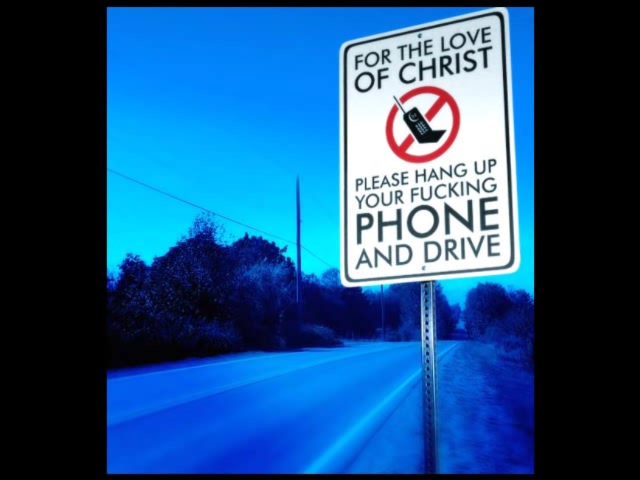 FOR THE LOVE
OF CHRIST
PLEASE HANG UP
YOUR FUCKING
PHONE
AND DRIVE